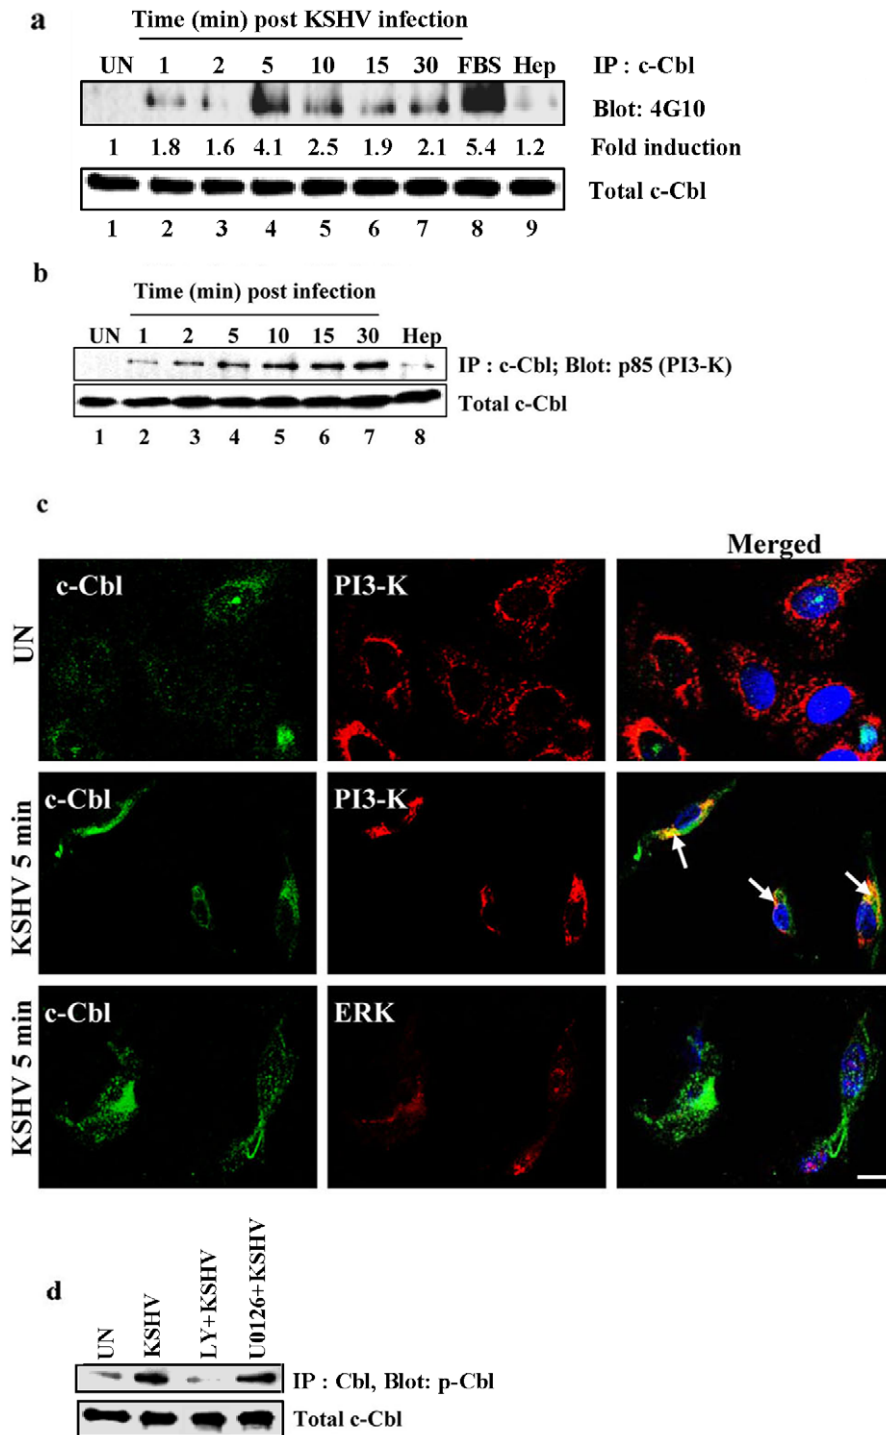 a
Time (min) post KSHV infection
UN 1 2 5 10 15 30 FBS Hep IP : c-Cbl
Blot: 4G10
1 1.8 1.6 4.1 2.5 1.9 2.1 5.4 1.2 Fold induction
Total c-Cbl
1 2 3 4 5 6 7 8 9
b
Time (min) post infection
UN 1 2 5 10 15 30 Hep
IP : c-Cbl; Blot: p85 (PI3-K)
Total c-Cbl
1 2 3 4 5 6 7 8
c
Merged
UN
c-Cbl PI3-K
KSHV 5 min
c-Cbl PI3-K
KSHV 5 min
c-Cbl ERK
d
UN KSHV LY+KSHV U0126+KSHV
IP : Cbl, Blot: p-Cbl
Total c-Cbl